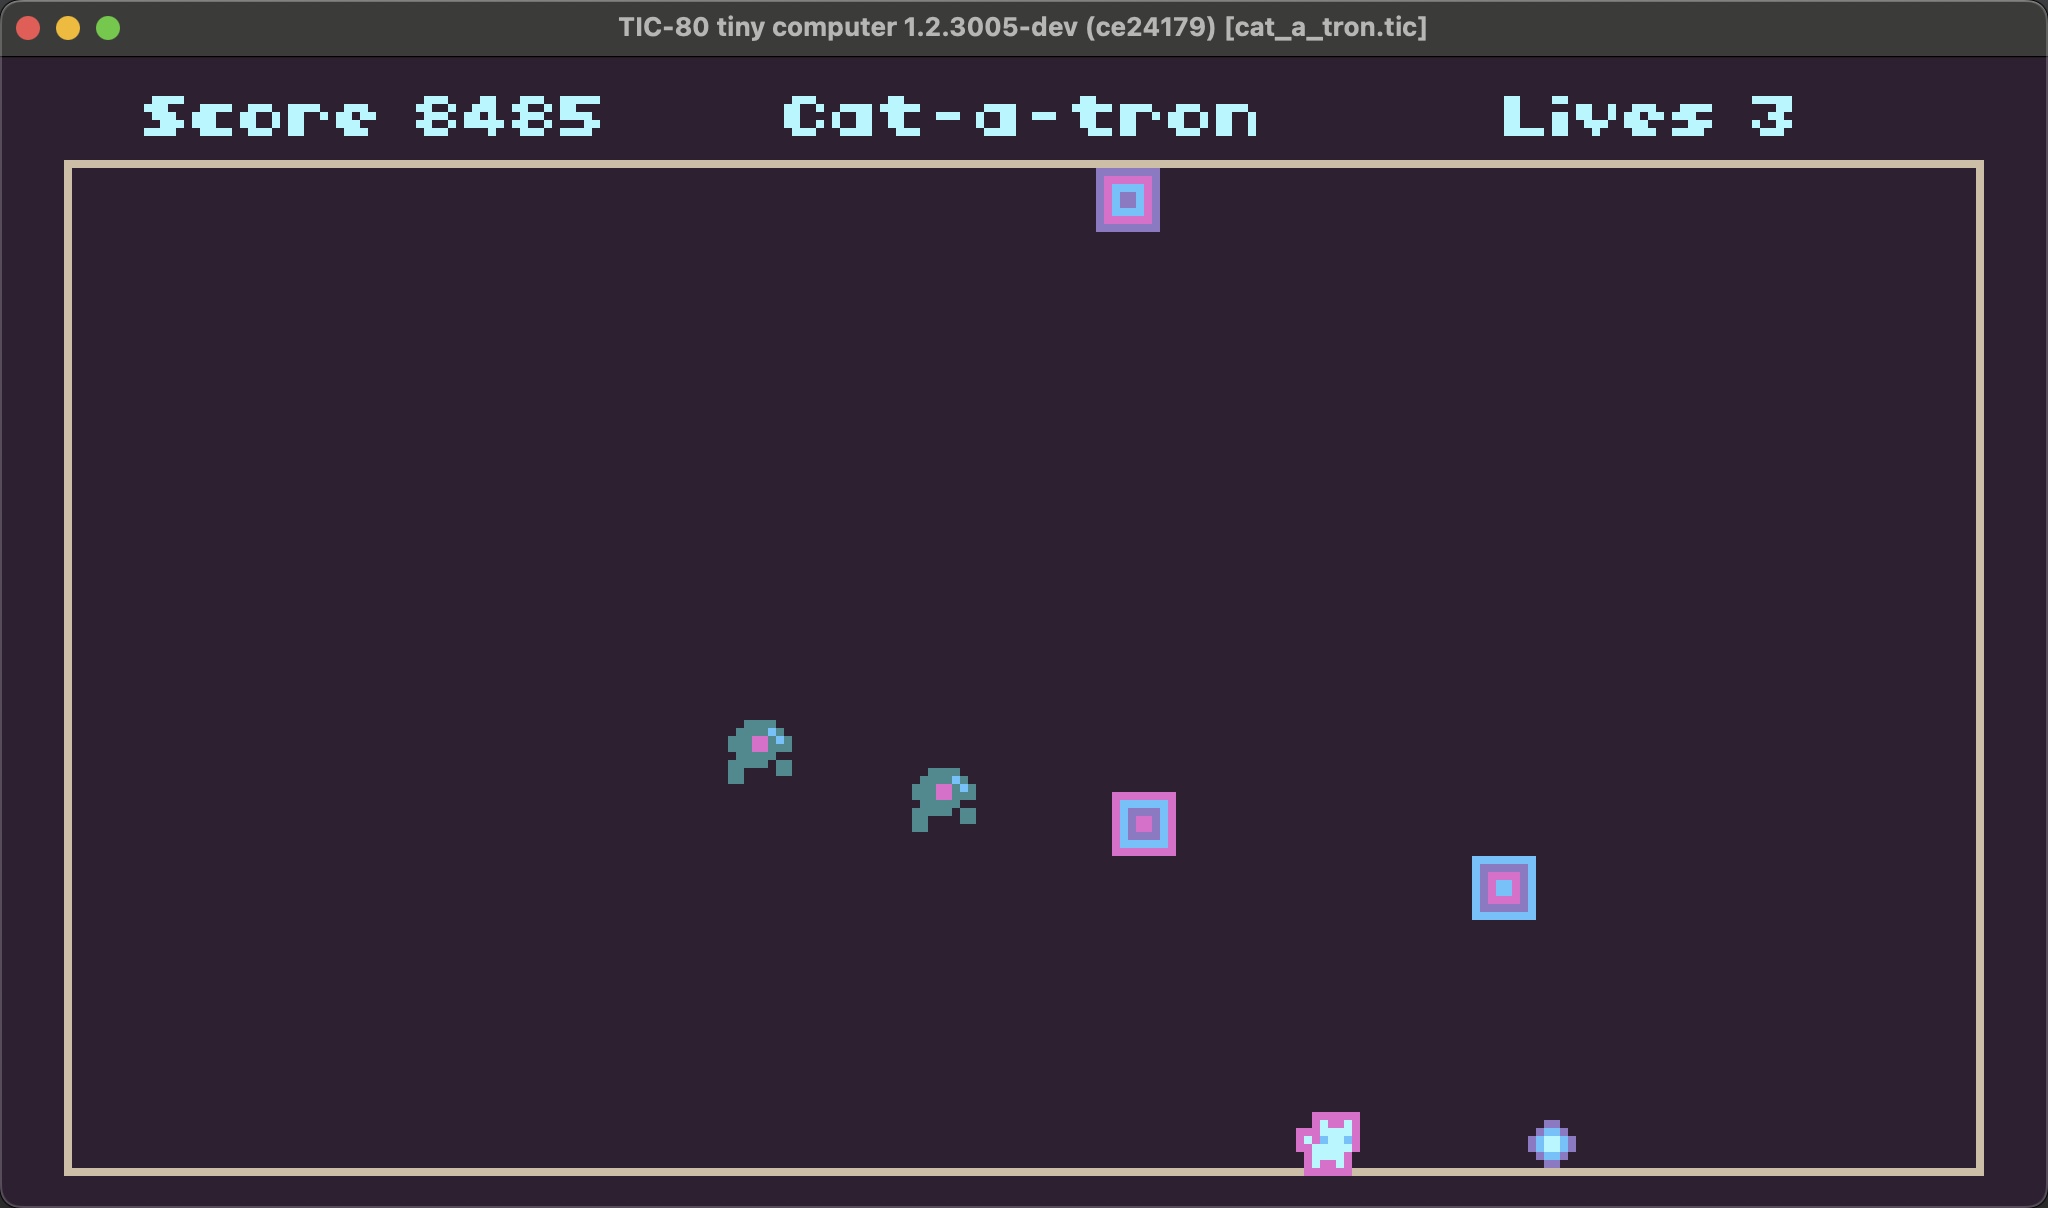 TIC-80 tiny computer 1.2.3005-dev (ce24179) [cat_a_tron.tic]
Score 8485 Cat-a-tron Lives 3